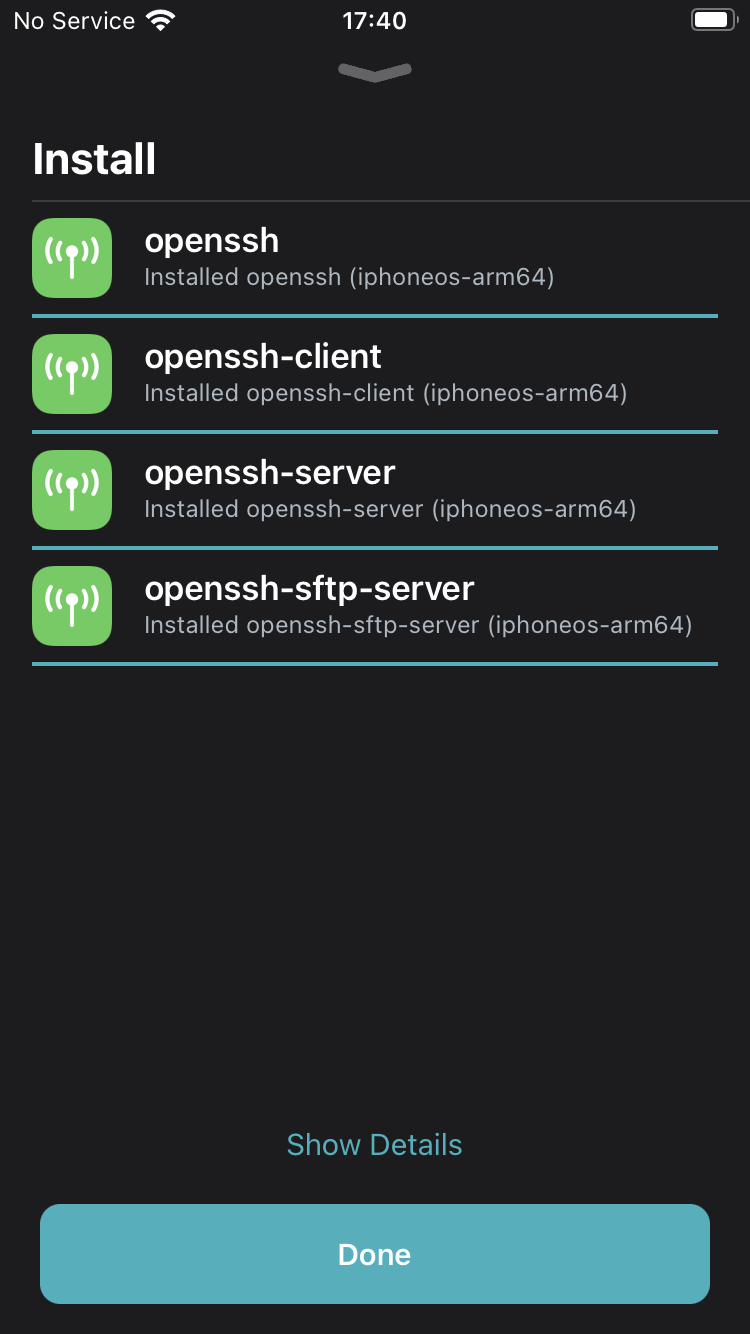 No Service 17:40
Install
openssh
Installed openssh (iphoneos-arm64)
openssh-client
Installed openssh-client (iphoneos-arm64)
openssh-server
Installed openssh-server (iphoneos-arm64)
openssh-sftp-server
Installed openssh-sftp-server (iphoneos-arm64)
Show Details
Done